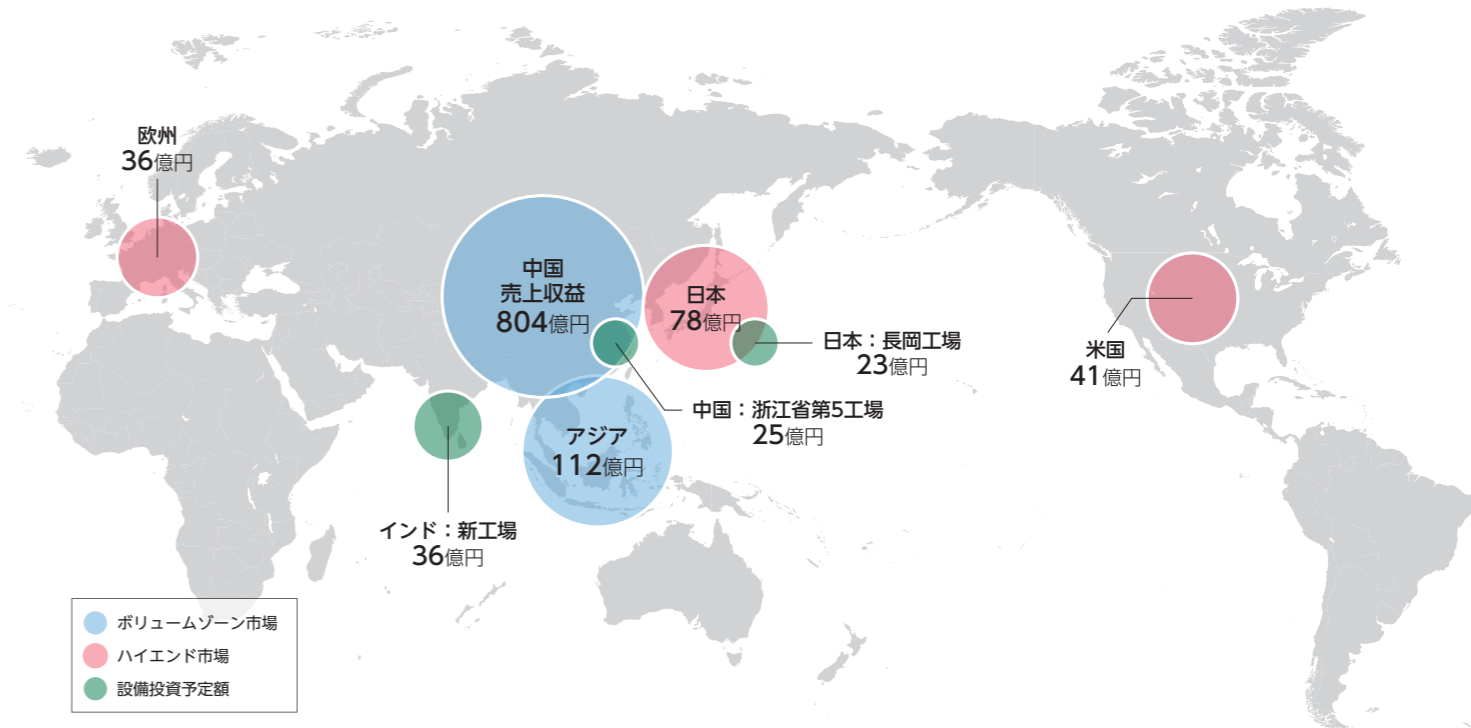 欧州
36億円
中国
売上収益
804億円
日本
78億円
日本：長岡工場
23億円
米国
41億円
中国：浙江省第5工場
25億円
アジア
112億円
インド：新工場
36億円
ボリュームゾーン市場
ハイエンド市場
設備投資予定額